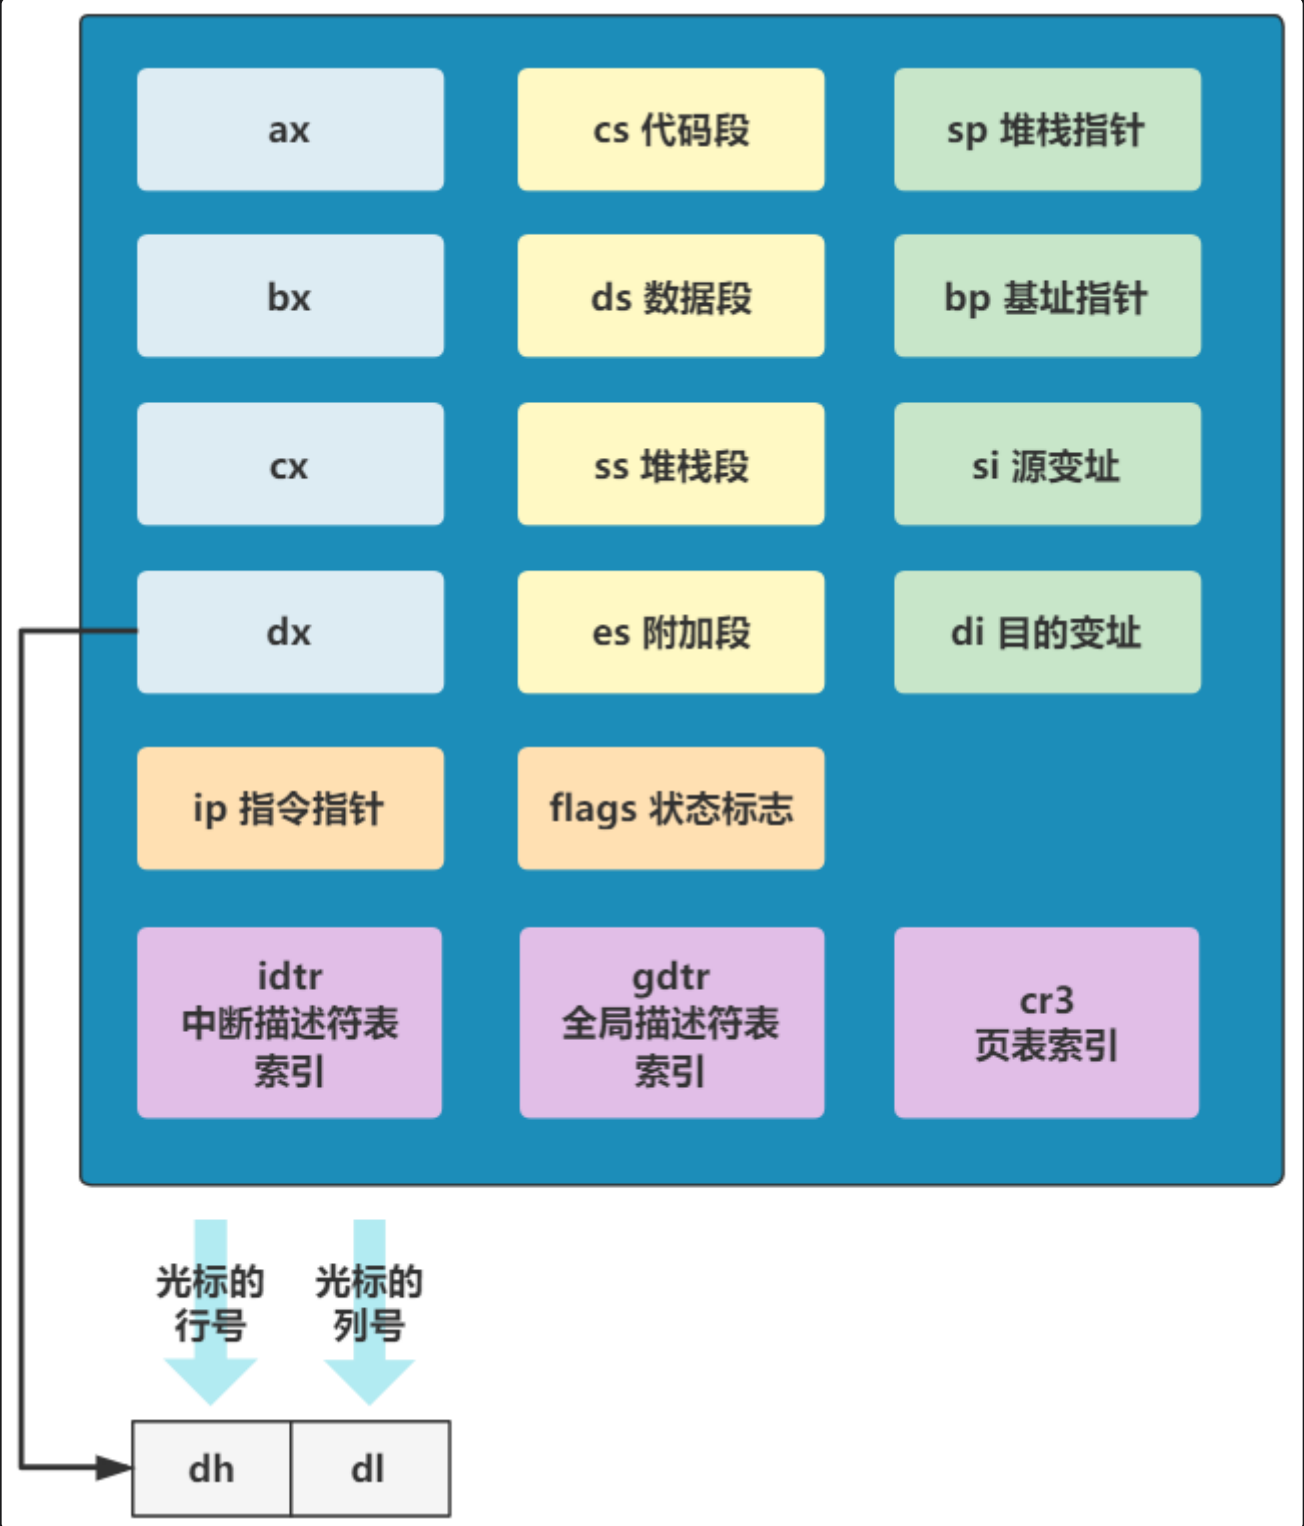 ax
cs 代码段
sp 堆栈指针
bx
ds 数据段
bp 基址指针
cx
ss 堆栈段
si 源变址
dx
es 附加段
di 目的变址
ip 指令指针
flags 状态标志
idtr
中断描述符表
索引
gdtr
全局描述符表
索引
cr3
页表索引
光标的
行号
光标的
列号
dh
dl